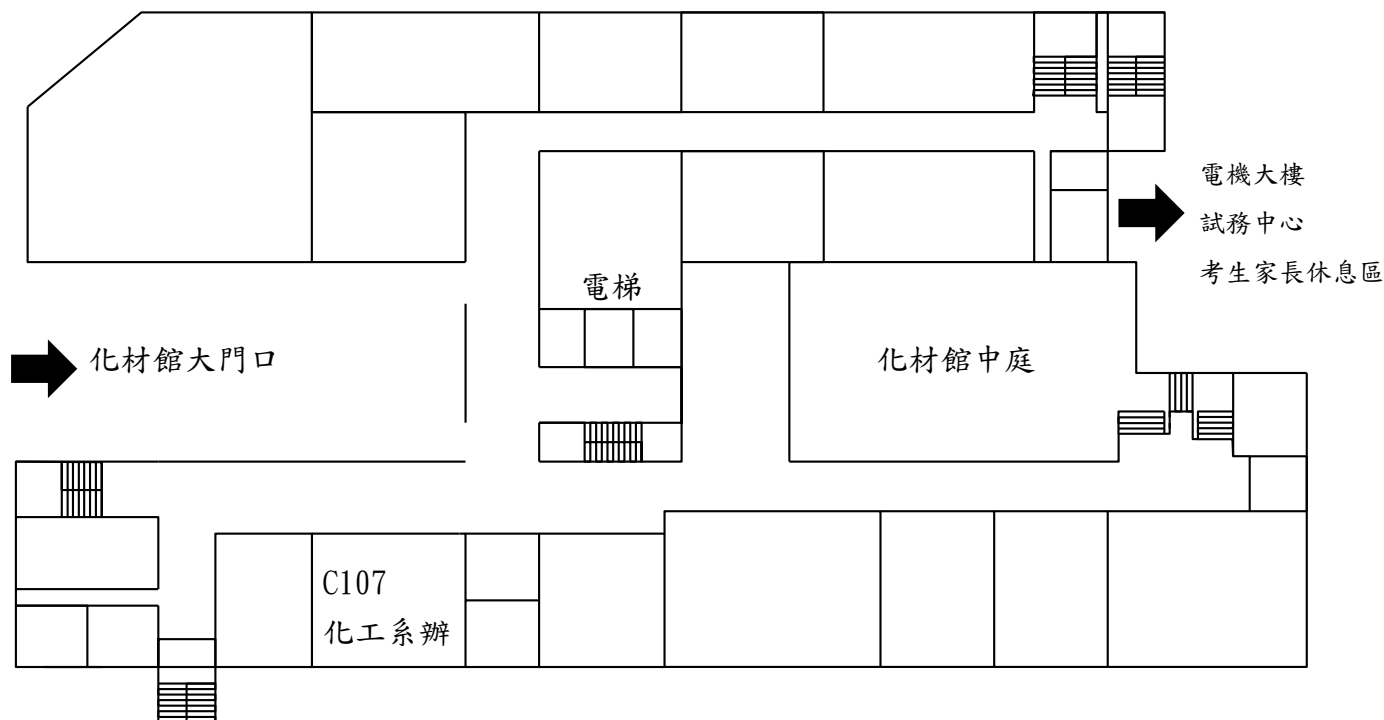 電機大樓
試務中心
考生家長休息區
電梯
化材館大門口
化材館中庭
C107
化工系辦